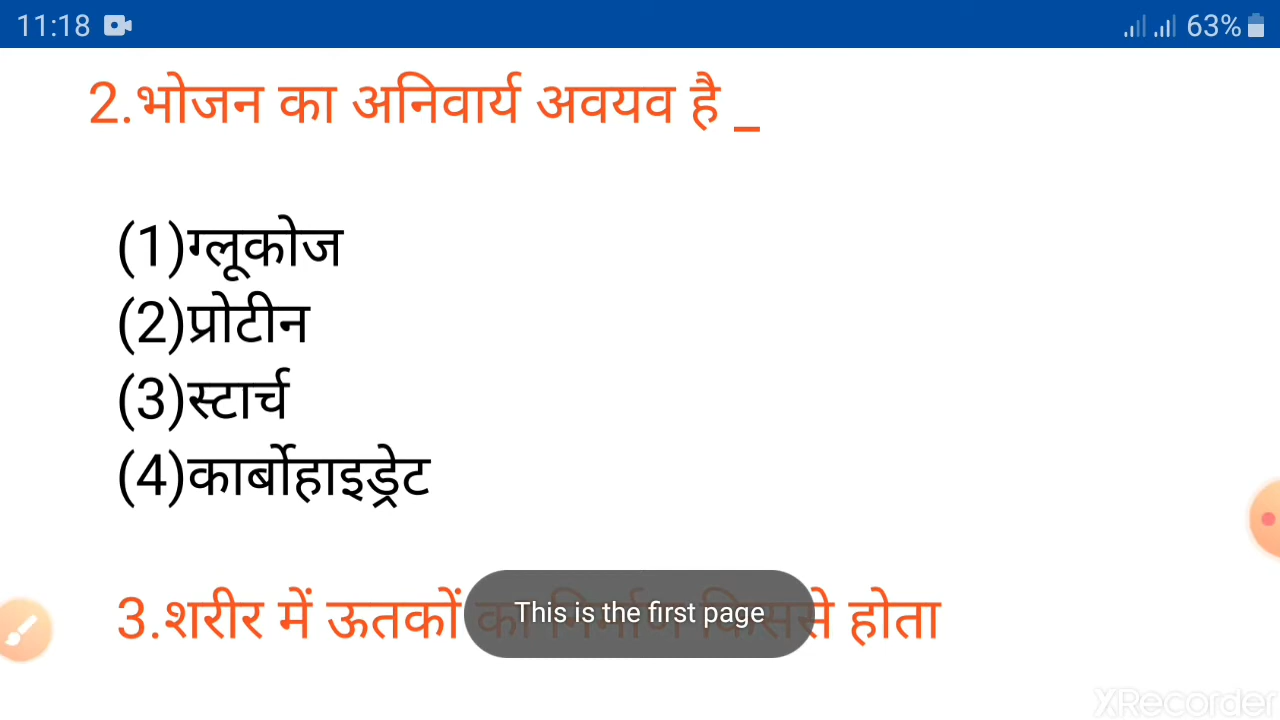 11:18 63%
2.भोजन का अनिवार्य अवयव है _
(1)ग्लूकोज
(2)प्रोटीन
(3)स्टार्च
(4)कार्बोहाइड्रेट
3.शरीर में ऊतकों का निर्माण किससे होता
This is the first page
XRecorder